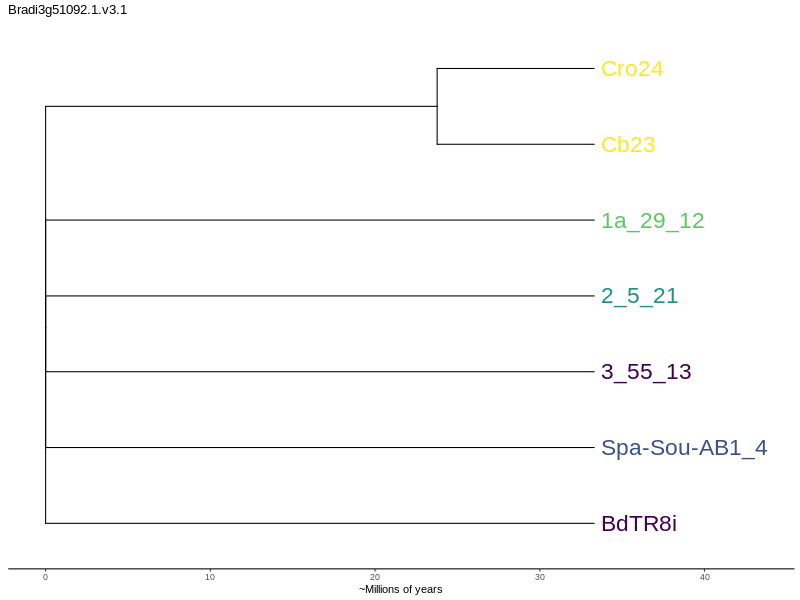 Bradi3g51092.1.v3.1
Cro24
Cb23
1a_29_12
2_5_21
3_55_13
Spa-Sou-AB1_4
BdTR8i
0 10 20 30 40
~Millions of years